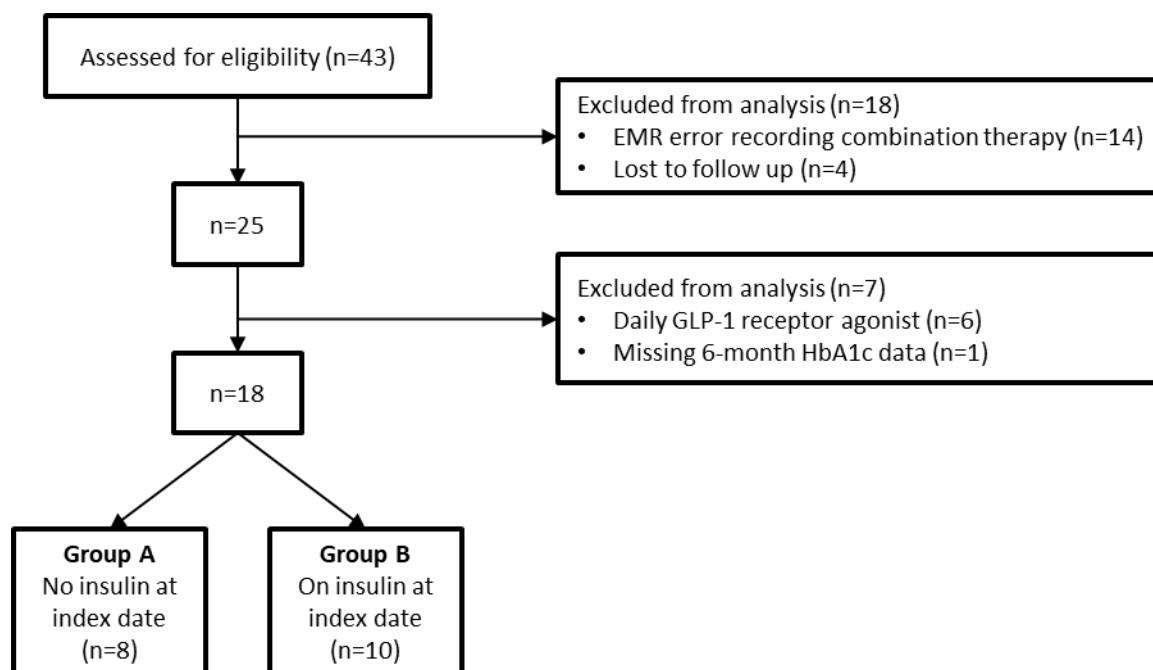 Assessed for eligibility (n=43)
Excluded from analysis (n=18)
• EMR error recording combination therapy (n=14)
• Lost to follow up (n=4)
n=25
Excluded from analysis (n=7)
• Daily GLP-1 receptor agonist (n=6)
• Missing 6-month HbA1c data (n=1)
n=18
Group A
No insulin at
index date
(n=8)
Group B
On insulin at
index date
(n=10)